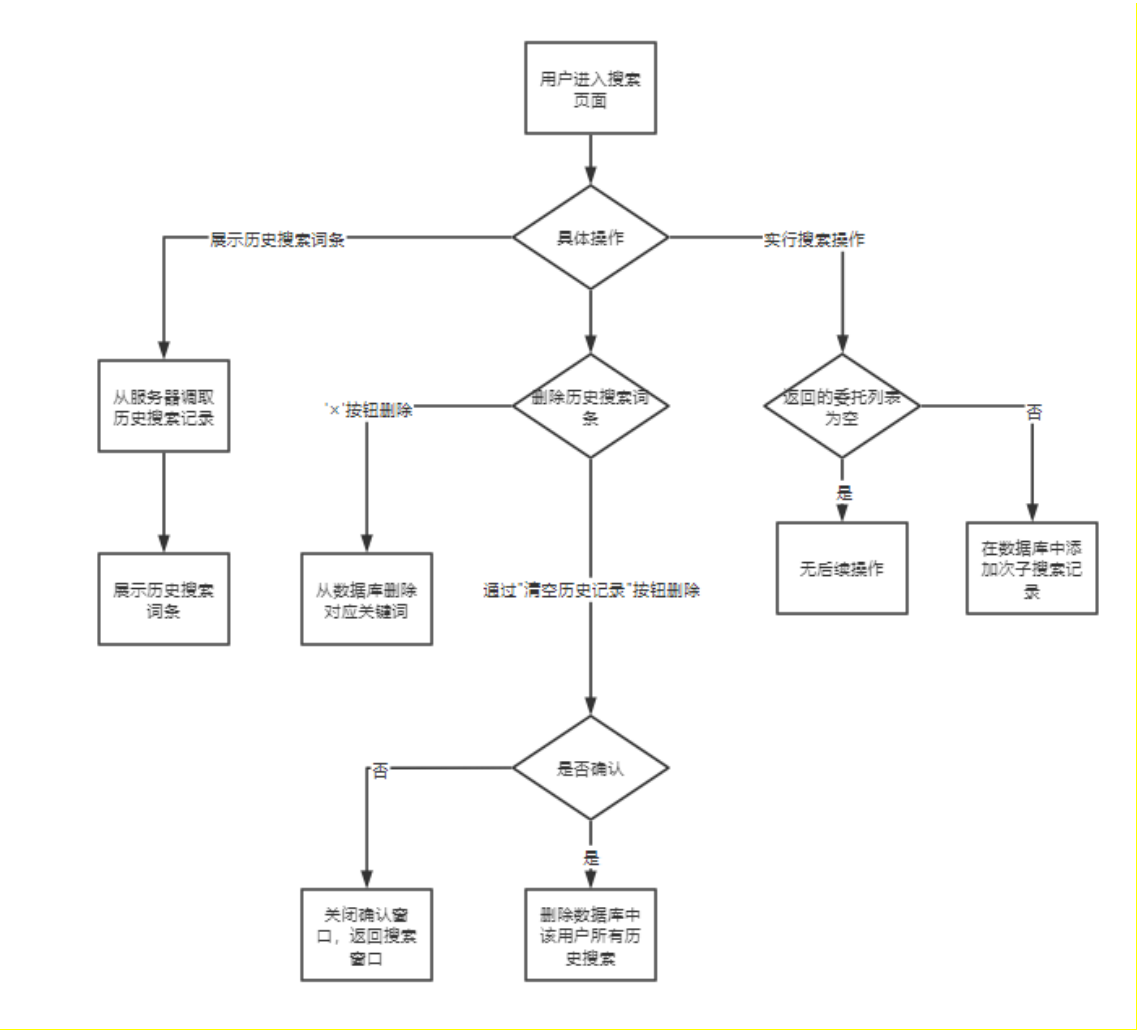 用户进入搜索
页面
具体操作
展示历史搜索词条
实行搜索操作
从服务器调取
历史搜索记录
"×"按钮删除
删除历史搜索词
条
返回的委托列表
为空
否
是
展示历史搜索
词条
从数据库删除
对应关键词
通过"清空历史记录"按钮删除
无后续操作
在数据库中添
加次子搜索记
录
是否确认
否
是
关闭确认窗
口，返回搜索
窗口
删除数据库中
该用户所有历
史搜索